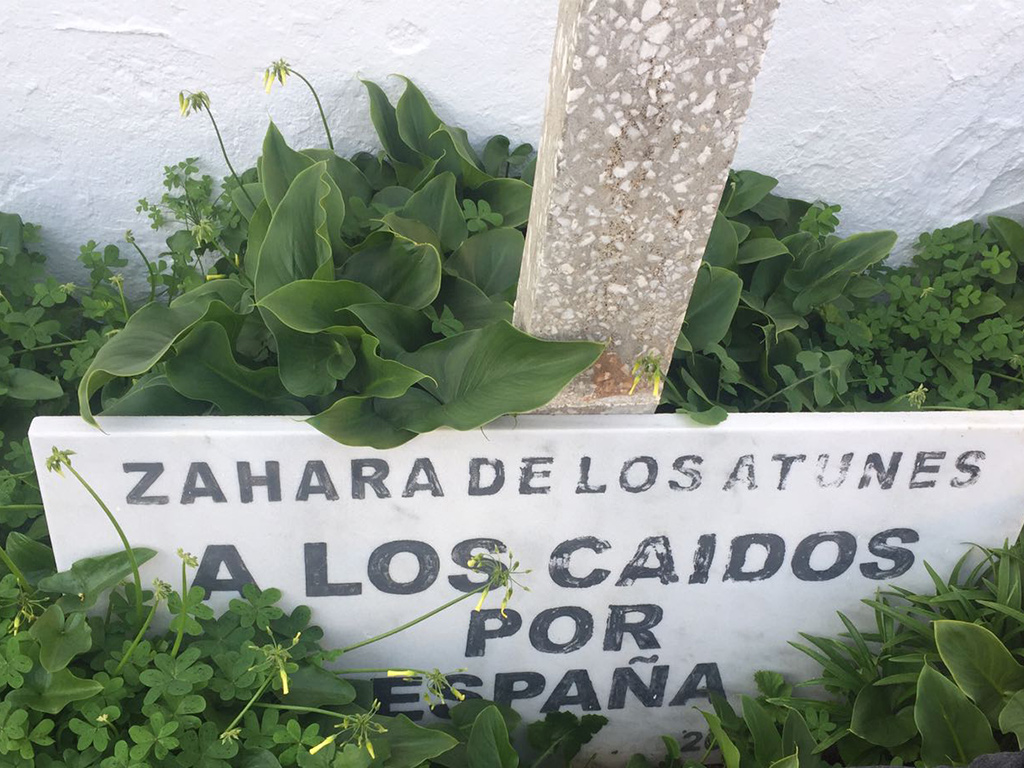 ZAHARA DE LOS ATUNES
A LOS CAIDOS
POR
ESPAÑA